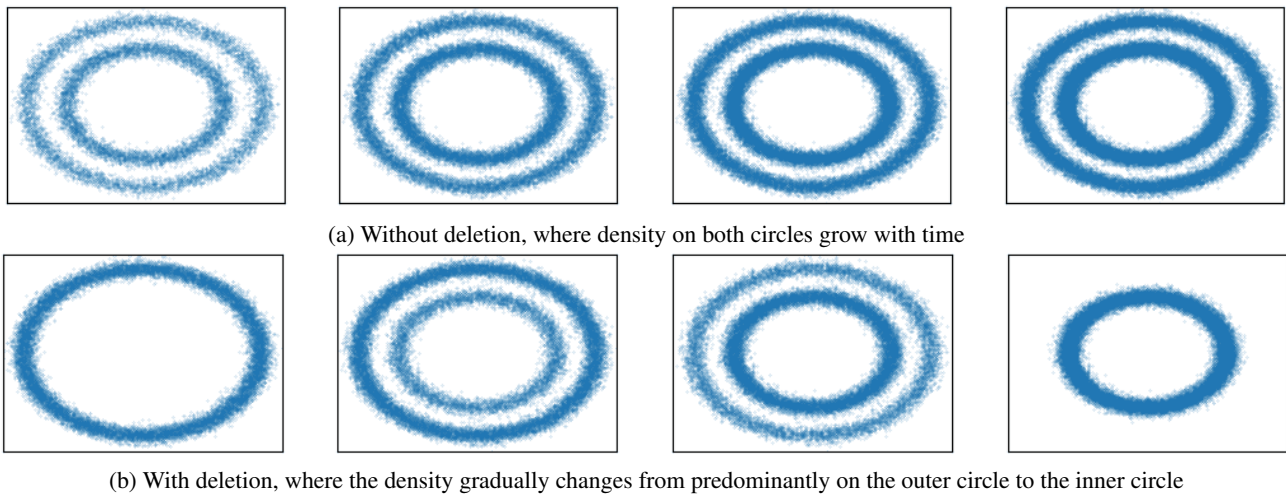 (a) Without deletion, where density on both circles grow with time
(b) With deletion, where the density gradually changes from predominantly on the outer circle to the inner circle